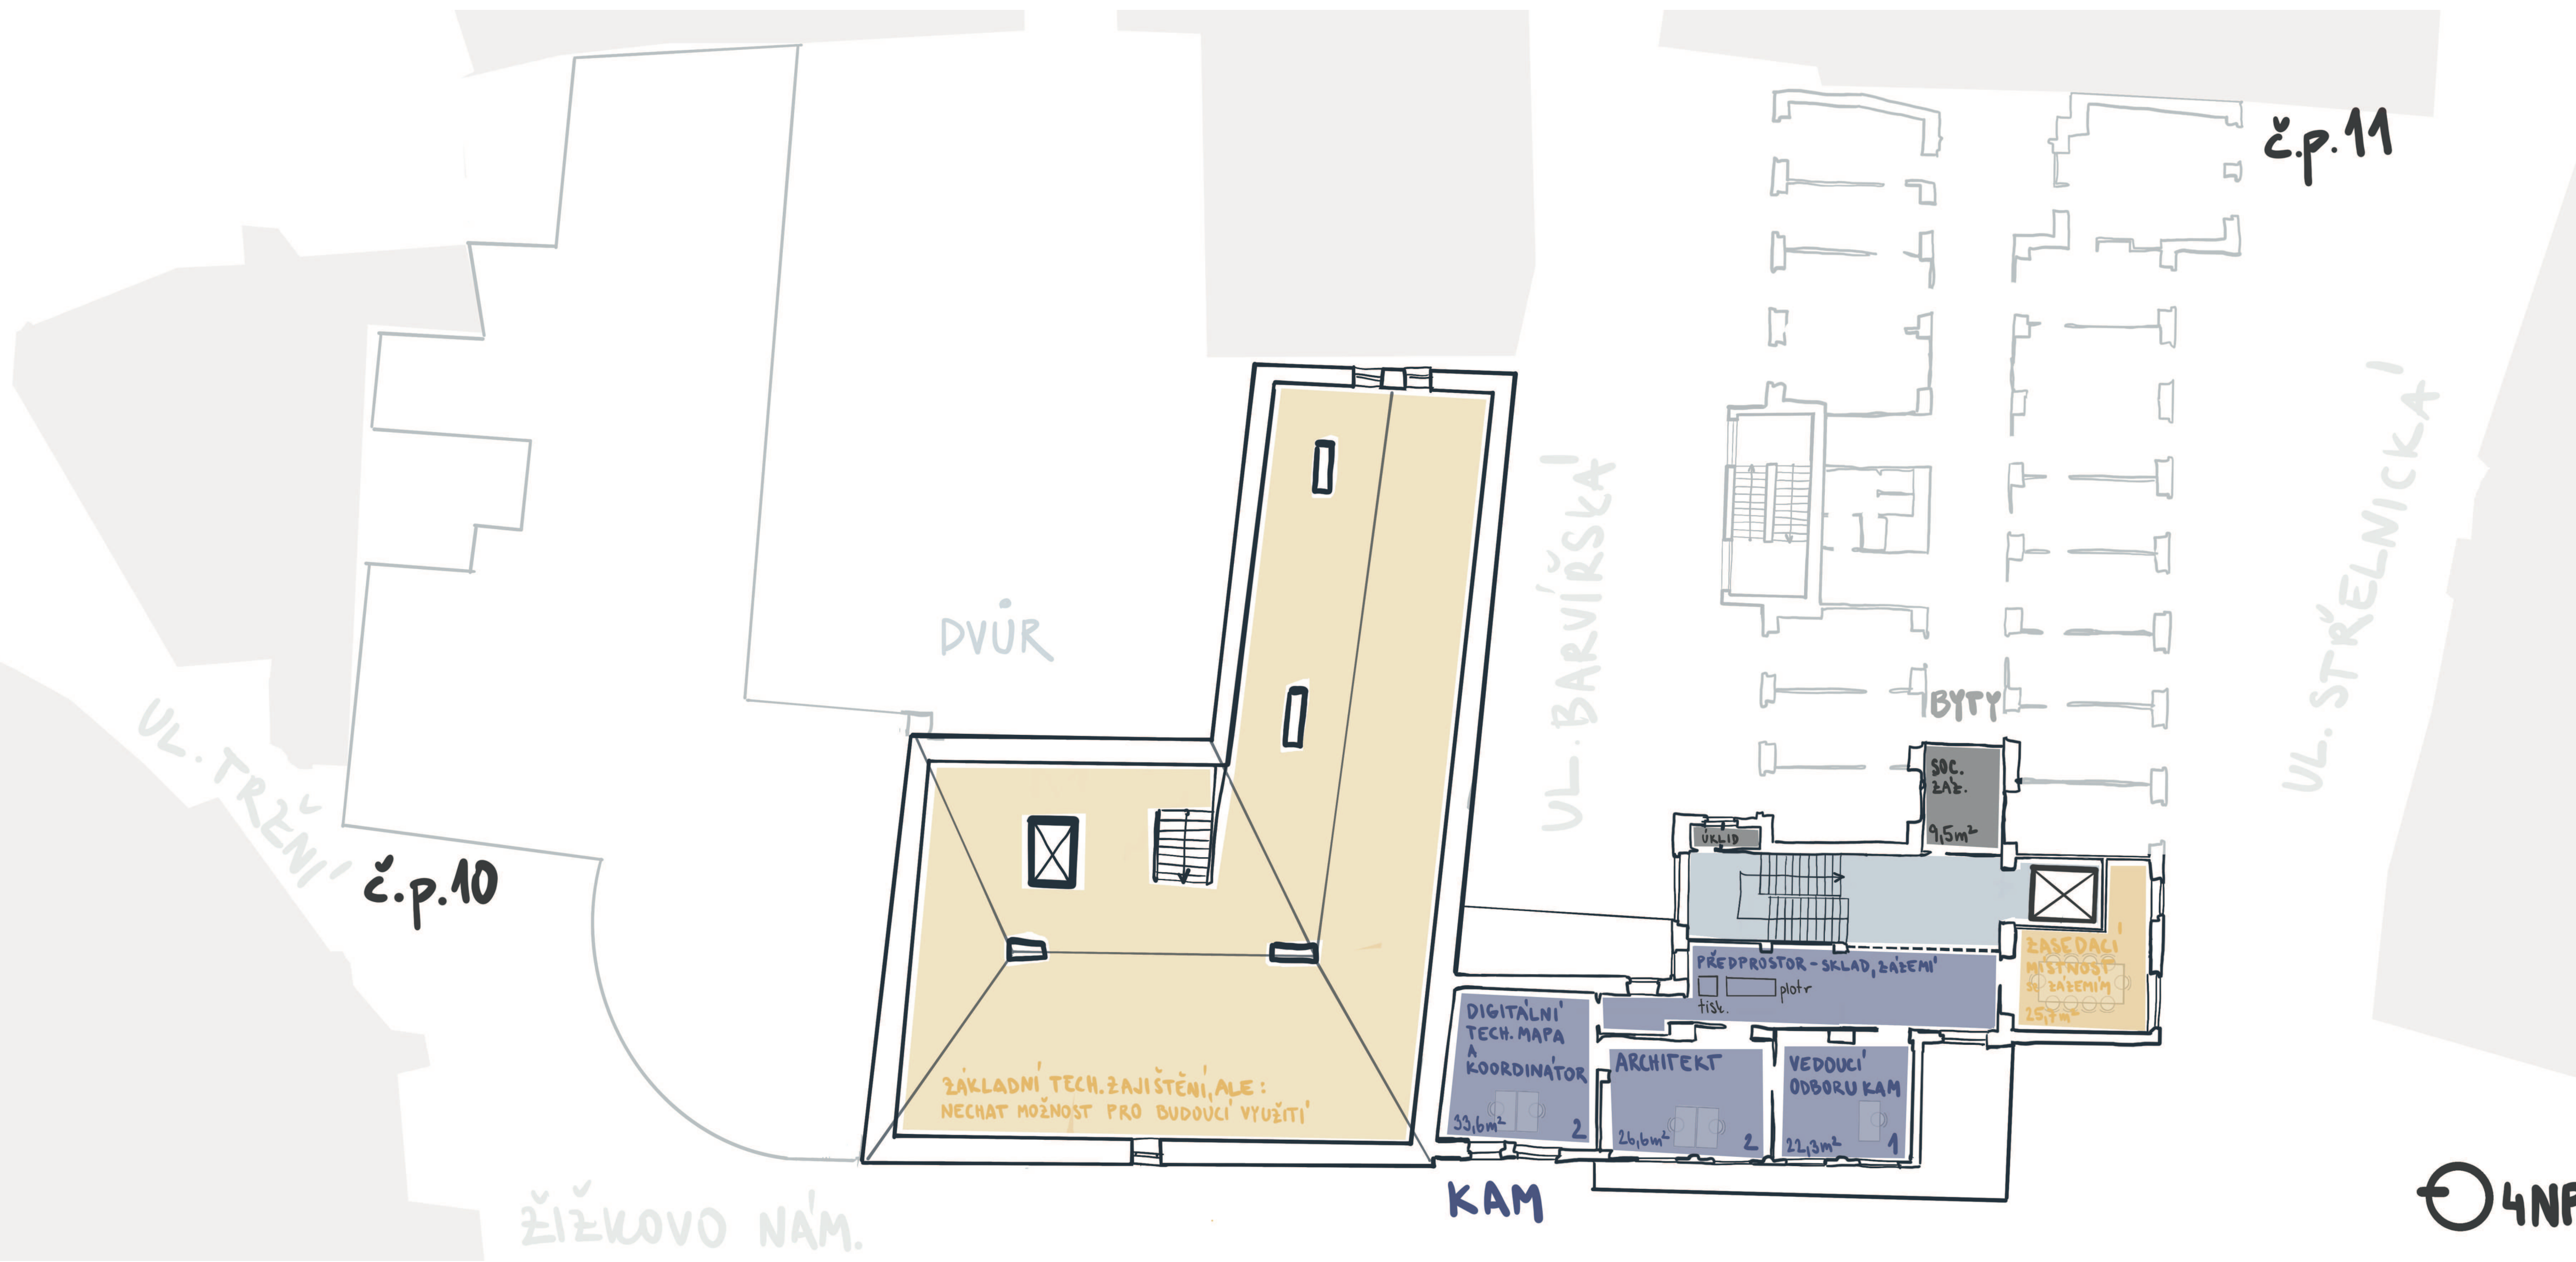 č.p.11
UL. STŘELNICKÁ
UL. BARVÍŘSKÁ
DVŮR
UL. TRŽNÍ
č.p.10
BYTY
SOC.
ZÁZ.
9,5m²
ÚKLID
ZASEDACÍ
MÍSTNOST
SE ZÁZEMÍM
25,7m²
PŘEDPROSTOR - SKLAD, ZÁZEMÍ
plotr
tisk.
DIGITÁLNÍ
TECH. MAPA
A
KOORDINÁTOR
33,6m² 2
ARCHITEKT
26,6m² 2
VEDOUCÍ
ODBORU KAM
22,3m² 1
ZÁKLADNÍ TECH. ZAJIŠTĚNÍ, ALE:
NECHAT MOŽNOST PRO BUDOUCÍ VYUŽITÍ
KAM
ŽIŽKOVO NÁM.
4NP